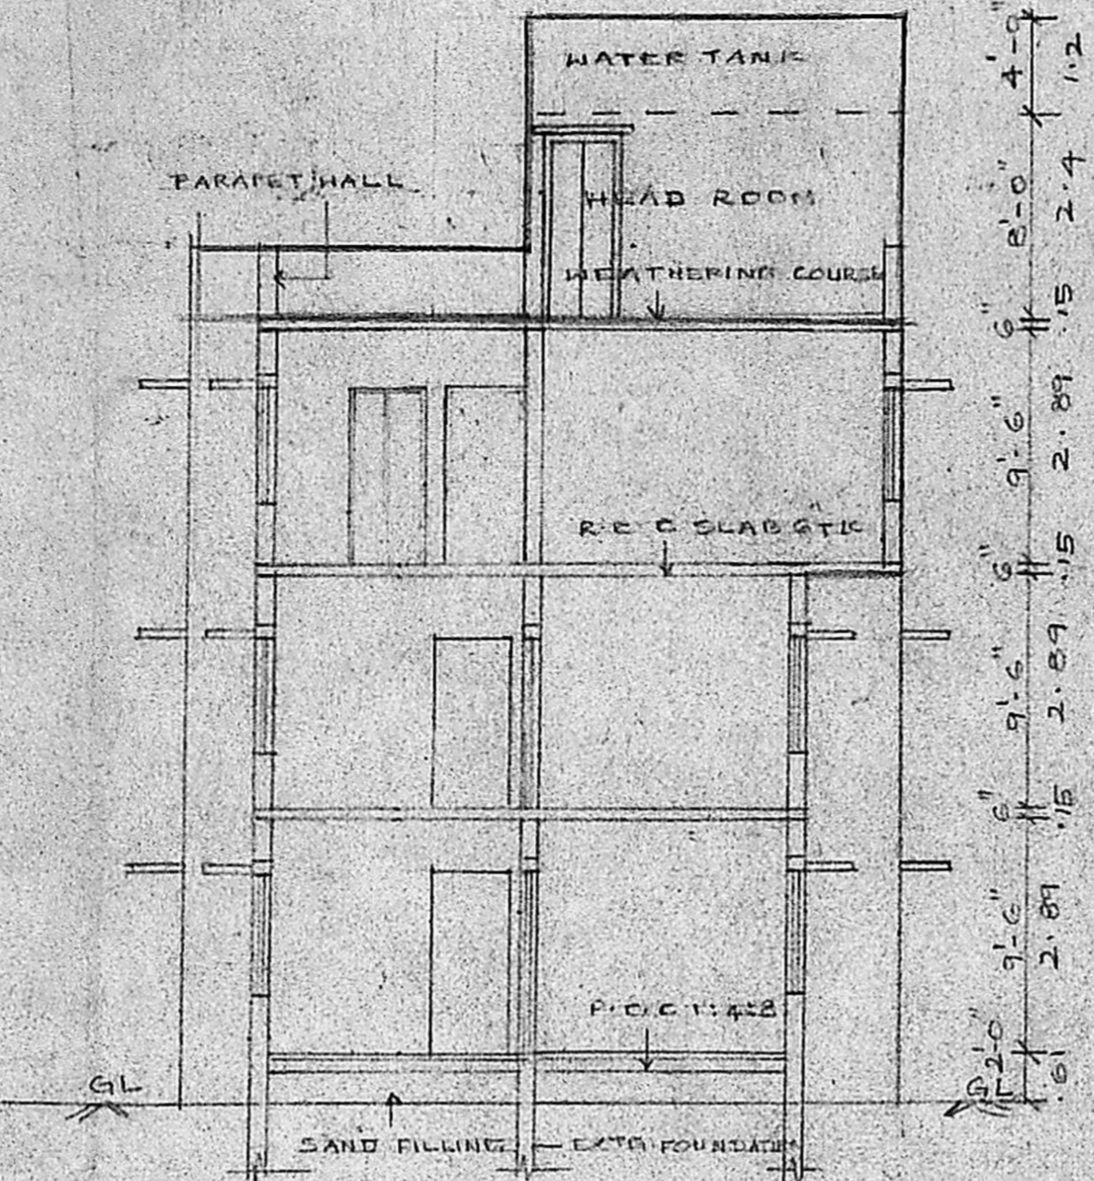 WATER TANK
PARAPET WALL
HEAD ROOM
WEATHERING COURSE
R.C.C SLAB 6"TK
P.C.C 1:4:8
GL
GL
SAND FILLING
EXTG FOUNDATION
4'-9"
1.2
8'-0"
2.4
6"
.15
9'-6"
2.89
6"
.15
9'-6"
2.89
6"
.15
9'-6"
2.89
2'-0"
.61